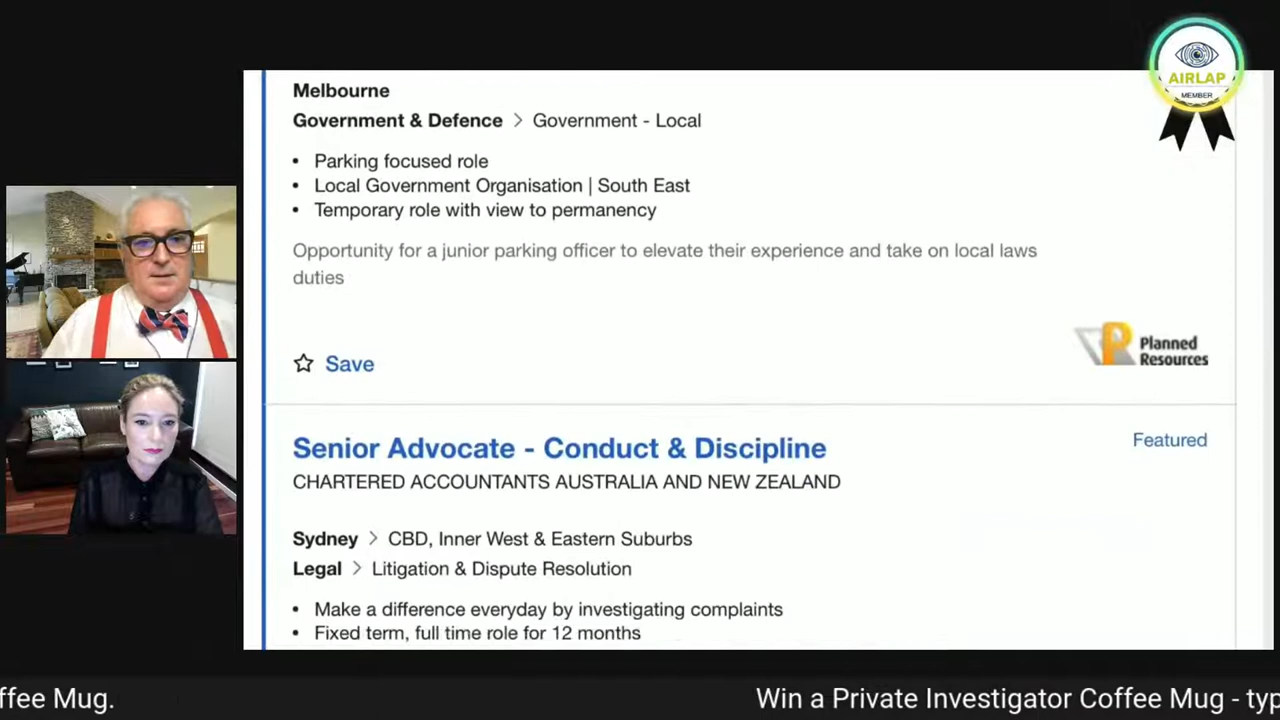 AIRLAP
MEMBER
Melbourne
Government & Defence > Government - Local
• Parking focused role
• Local Government Organisation | South East
• Temporary role with view to permanency
Opportunity for a junior parking officer to elevate their experience and take on local laws
duties
Save
Planned
Resources
Senior Advocate - Conduct & Discipline
Featured
CHARTERED ACCOUNTANTS AUSTRALIA AND NEW ZEALAND
Sydney > CBD, Inner West & Eastern Suburbs
Legal > Litigation & Dispute Resolution
• Make a difference everyday by investigating complaints
• Fixed term, full time role for 12 months
ffee Mug. Win a Private Investigator Coffee Mug - typ